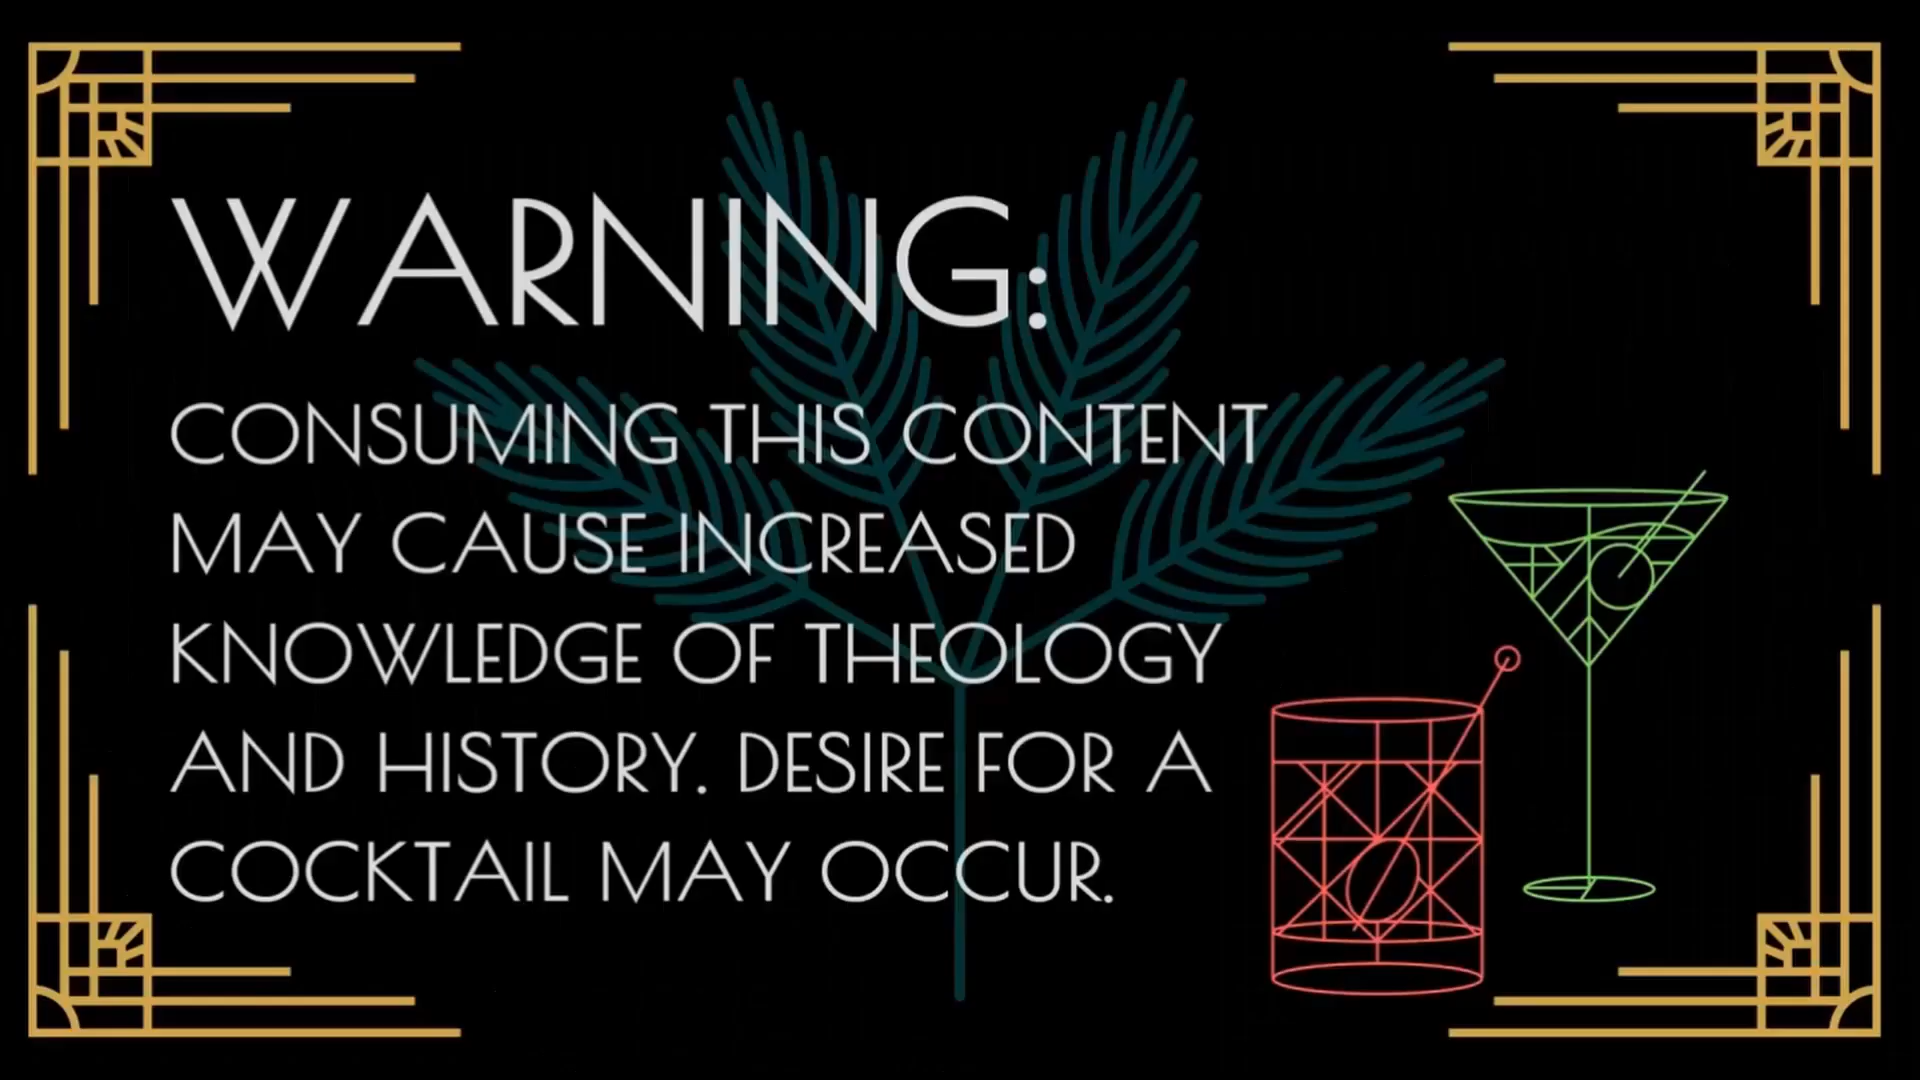 WARNING:
CONSUMING THIS CONTENT
MAY CAUSE INCREASED
KNOWLEDGE OF THEOLOGY
AND HISTORY. DESIRE FOR A
COCKTAIL MAY OCCUR.